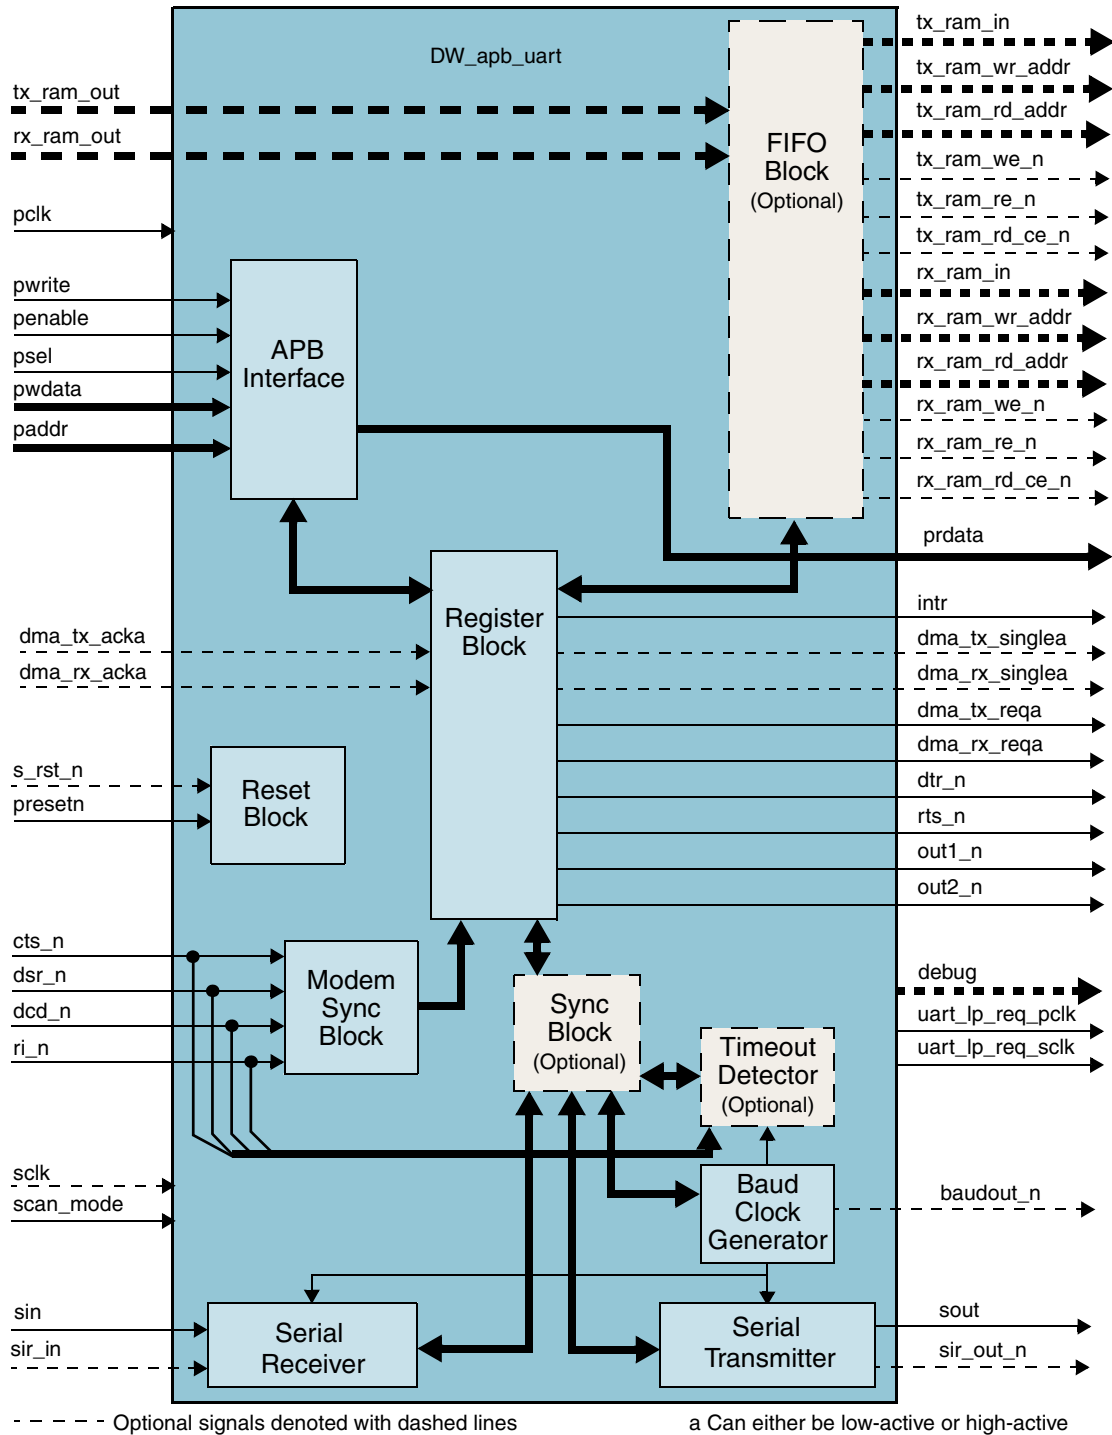 DW_apb_uart
tx_ram_out
rx_ram_out
pclk
pwrite
penable
psel
pwdata
paddr
dma_tx_acka
dma_rx_acka
s_rst_n
presetn
cts_n
dsr_n
dcd_n
ri_n
sclk
scan_mode
sin
sir_in
FIFO
Block
(Optional)
APB
Interface
Register
Block
Reset
Block
Modem
Sync
Block
Sync
Block
(Optional)
Timeout
Detector
(Optional)
Baud
Clock
Generator
Serial
Receiver
Serial
Transmitter
tx_ram_in
tx_ram_wr_addr
tx_ram_rd_addr
tx_ram_we_n
tx_ram_re_n
tx_ram_rd_ce_n
rx_ram_in
rx_ram_wr_addr
rx_ram_rd_addr
rx_ram_we_n
rx_ram_re_n
rx_ram_rd_ce_n
prdata
intr
dma_tx_singlea
dma_rx_singlea
dma_tx_reqa
dma_rx_reqa
dtr_n
rts_n
out1_n
out2_n
debug
uart_lp_req_pclk
uart_lp_req_sclk
baudout_n
sout
sir_out_n
Optional signals denoted with dashed lines
a Can either be low-active or high-active